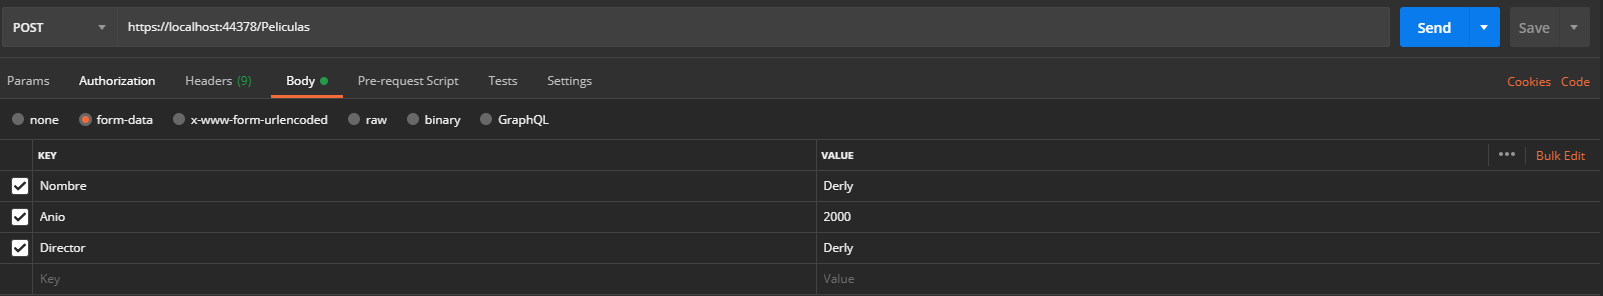 POST https://localhost:44378/Peliculas Send Save
Params Authorization Headers (9) Body Pre-request Script Tests Settings Cookies Code
none form-data x-www-form-urlencoded raw binary GraphQL
KEY VALUE ••• Bulk Edit
Nombre Derly
Anio 2000
Director Derly
Key Value